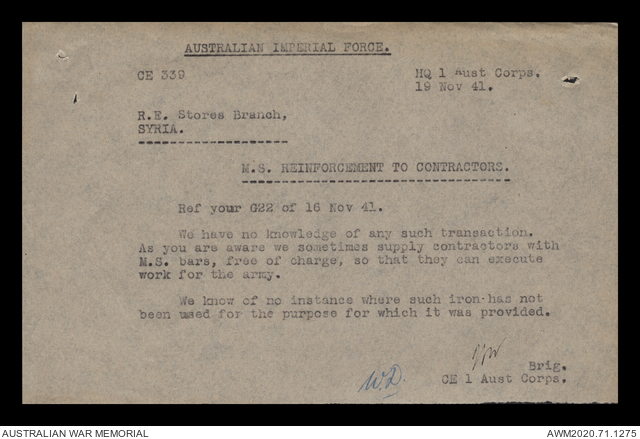 AUSTRALIAN IMPERIAL FORCE.
CE 339
HQ 1 Aust Corps.
19 Nov 41.
R.E. Stores Branch,
SYRIA.
M.S. REINFORCEMENT TO CONTRACTORS.
Ref your G22 of 16 Nov 41.
We have no knowledge of any such transaction.
As you are aware we sometimes supply contractors with
M.S. bars, free of charge, so that they can execute
work for the army.
We know of no instance where such iron has not
been used for the purpose for which it was provided.
Brig.
W.D.
CE 1 Aust Corps.
AUSTRALIAN WAR MEMORIAL
AWM2020.71.1275